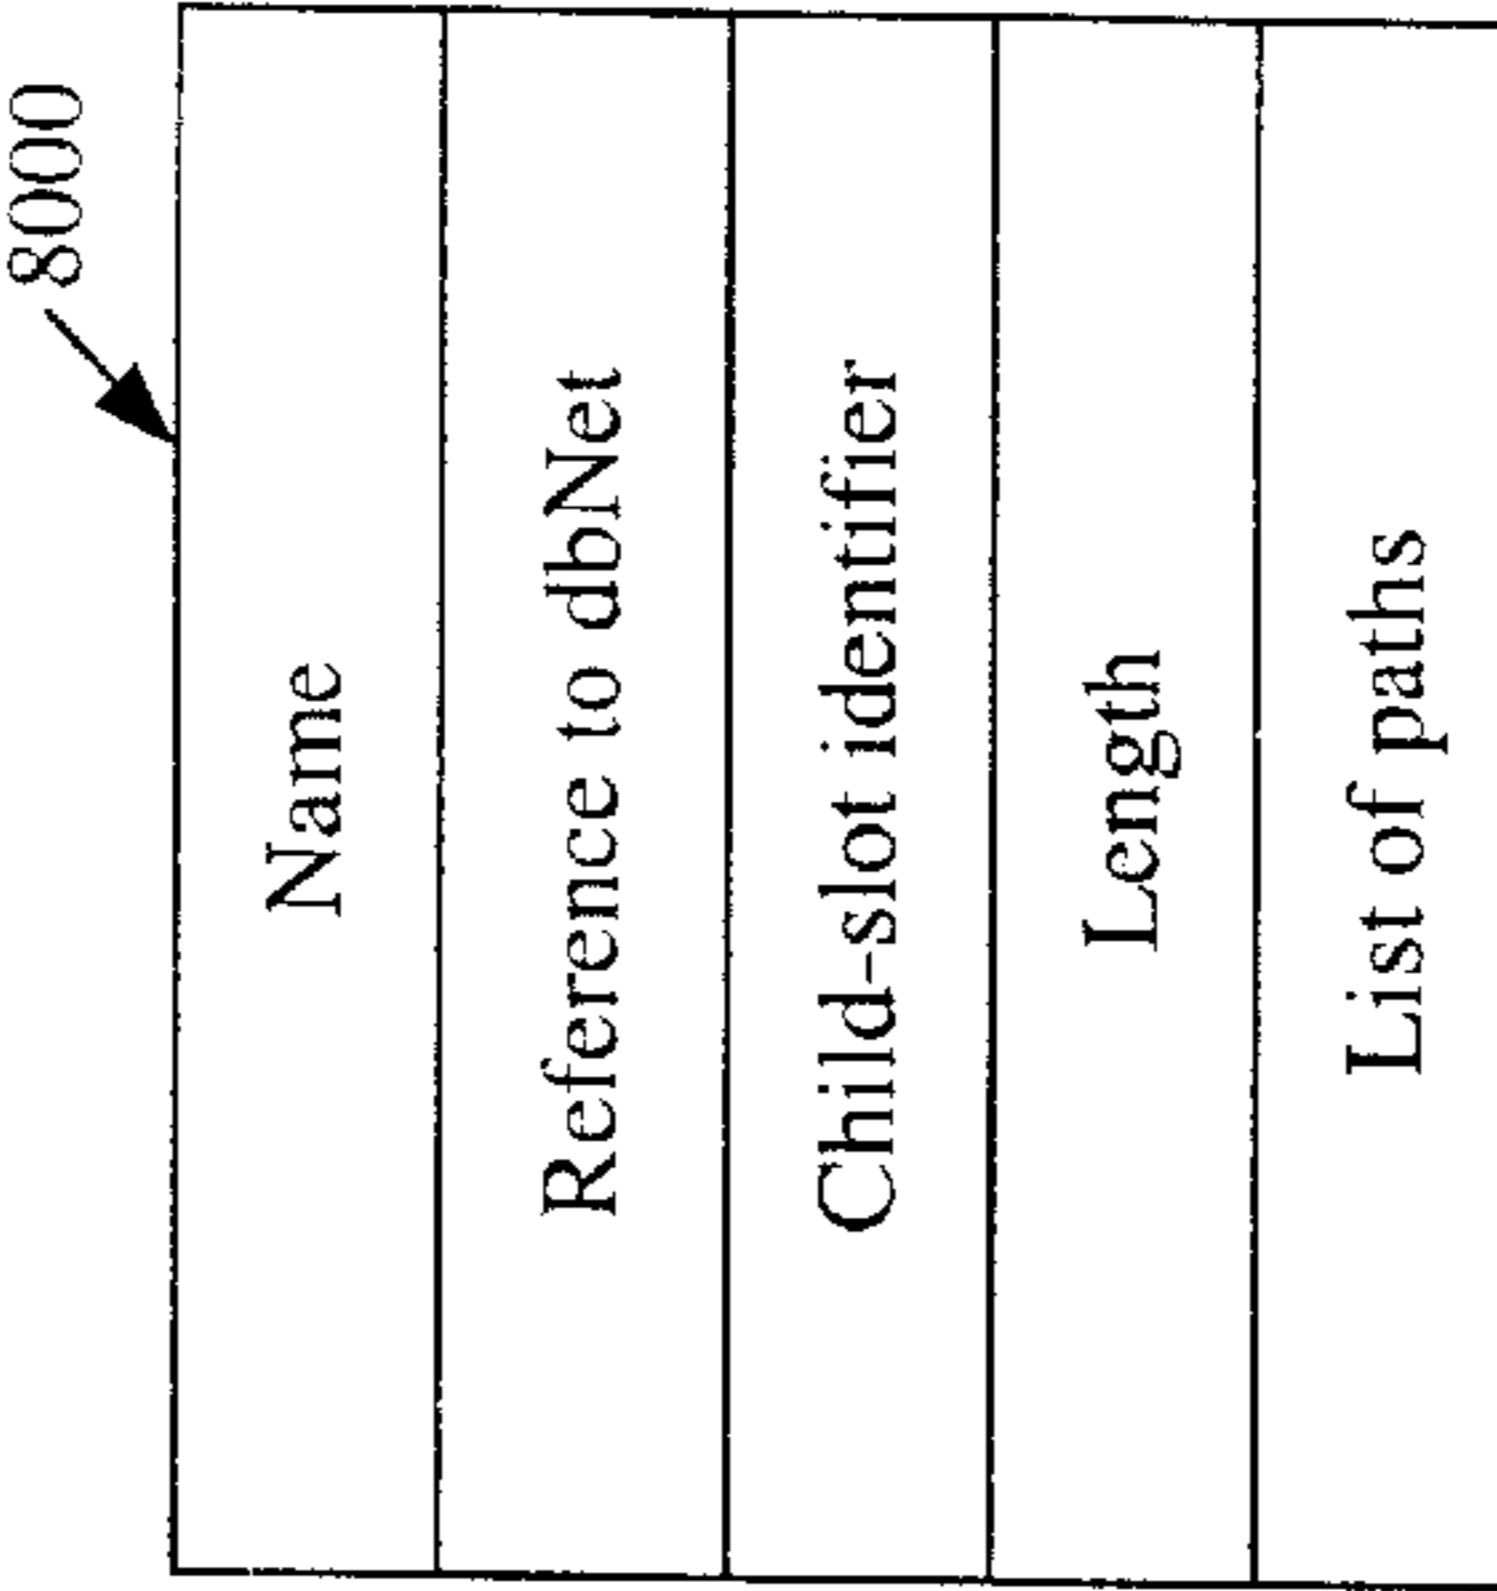 8000
Name
Reference to dbNet
Child-slot identifier
Length
List of paths